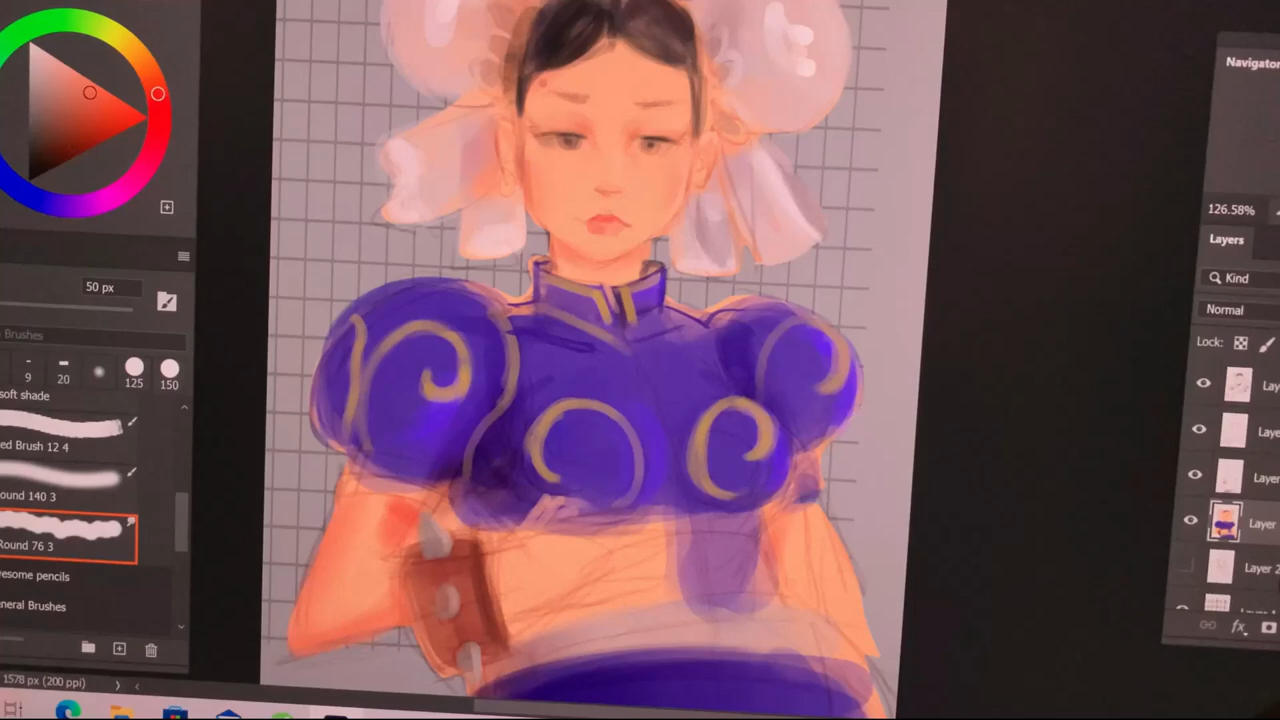 50 px
Brushes
9
20
125
150
soft shade
ed Brush 12 4
ound 140 3
Round 76 3
esome pencils
neral Brushes
1578 px (200 ppi)
Navigator
126.58%
Layers
Kind
Normal
Lock:
Lay
Laye
Layer
Layer
Layer 2
fx